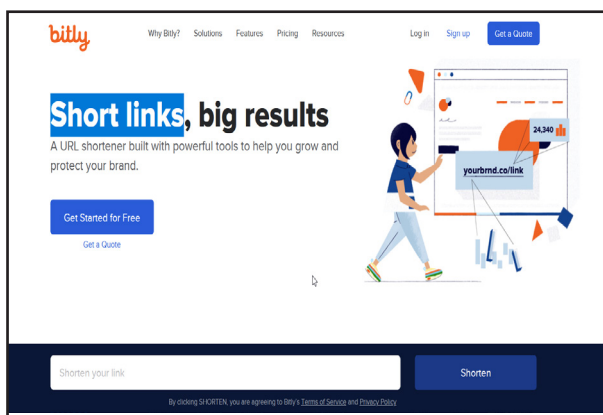 bitly
Why Bitly? Solutions Features Pricing Resources Log in Sign up Get a Quote
Short links, big results
A URL shortener built with powerful tools to help you grow and
protect your brand.
24,340
yourbrnd.co/link
Get Started for Free
Get a Quote
Shorten your link
Shorten
By clicking SHORTEN, you are agreeing to Bitly's Terms of Service and Privacy Policy